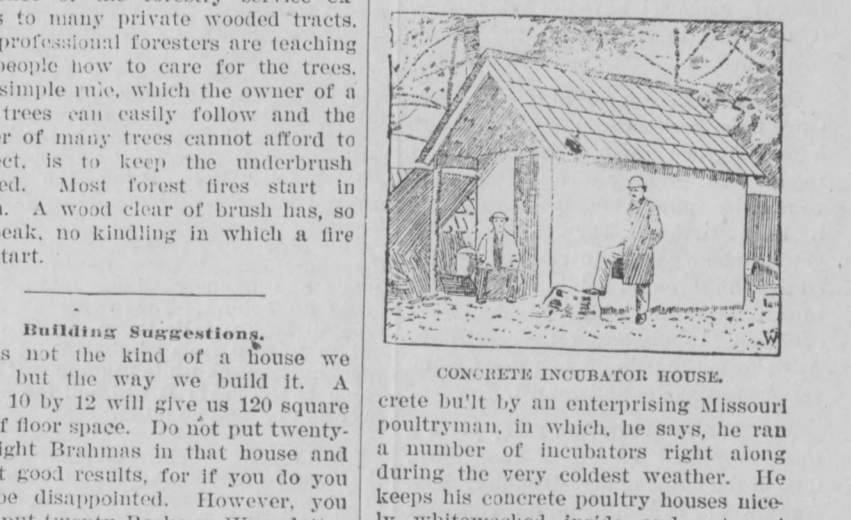 s to many private wooded tracts.
professional foresters are teaching
people how to care for the trees.
simple rule, which the owner of a
trees can easily follow and the
r of many trees cannot afford to
ect, is to keep the underbrush
ed. Most forest fires start in
. A wood clear of brush has, so
eak, no kindling in which a fire
tart.
Building Suggestions.
s not the kind of a house we
but the way we build it. A
10 by 12 will give us 120 square
f floor space. Do not put twenty-
ight Brahmas in that house and
t good results, for if you do you
be disappointed. However, you
W
CONCRETE INCUBATOR HOUSE.
crete bu'lt by an enterprising Missouri
poultryman, in which, he says, he ran
a number of incubators right along
during the very coldest weather. He
keeps his concrete poultry houses nice-
ly whitewashed inside